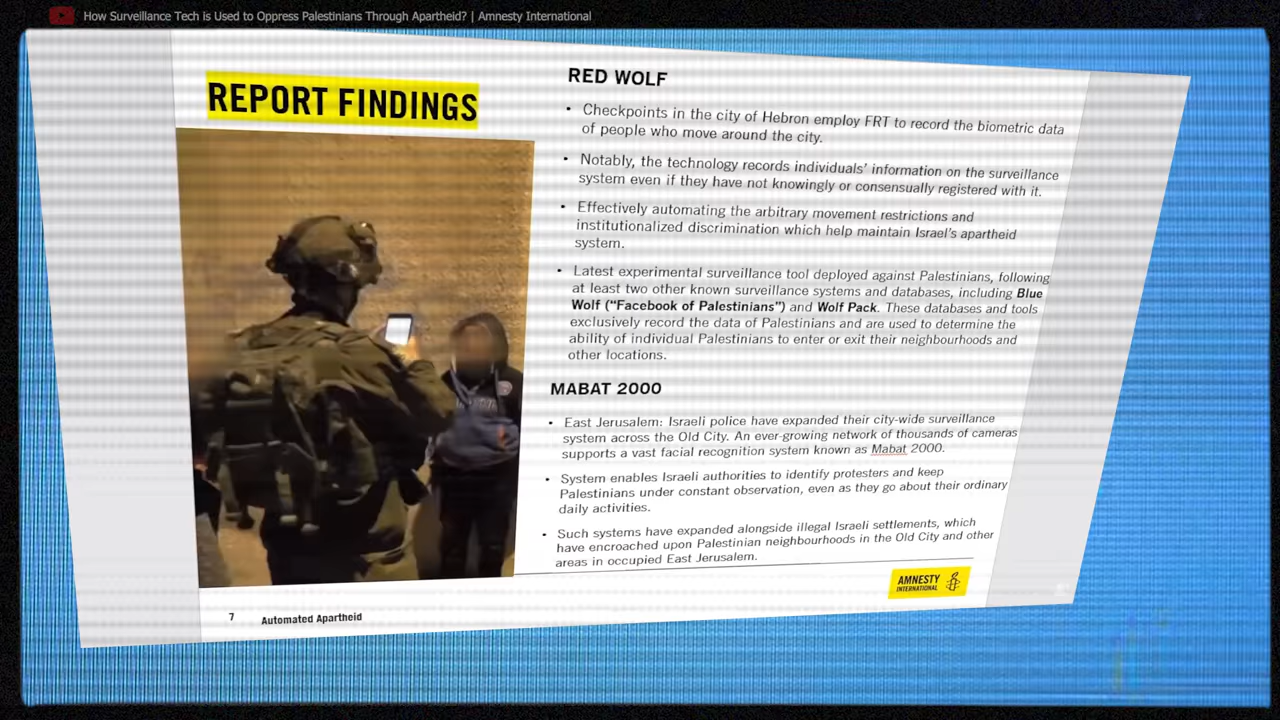 How Surveillance Tech is Used to Oppress Palestinians Through Apartheid? | Amnesty International
REPORT FINDINGS
RED WOLF
• Checkpoints in the city of Hebron employ FRT to record the biometric data
of people who move around the city.
• Notably, the technology records individuals' information on the surveillance
system even if they have not knowingly or consensually registered with it.
• Effectively automating the arbitrary movement restrictions and
institutionalized discrimination which help maintain Israel's apartheid
system.
• Latest experimental surveillance tool deployed against Palestinians, following
at least two other known surveillance systems and databases, including Blue
Wolf ("Facebook of Palestinians") and Wolf Pack. These databases and tools
exclusively record the data of Palestinians and are used to determine the
ability of individual Palestinians to enter or exit their neighbourhoods and
other locations.
MABAT 2000
• East Jerusalem: Israeli police have expanded their city-wide surveillance
system across the Old City. An ever-growing network of thousands of cameras
supports a vast facial recognition system known as Mabat 2000.
• System enables Israeli authorities to identify protesters and keep
Palestinians under constant observation, even as they go about their ordinary
daily activities.
• Such systems have expanded alongside illegal Israeli settlements, which
have encroached upon Palestinian neighbourhoods in the Old City and other
areas in occupied East Jerusalem.
AMNESTY
INTERNATIONAL
7 Automated Apartheid